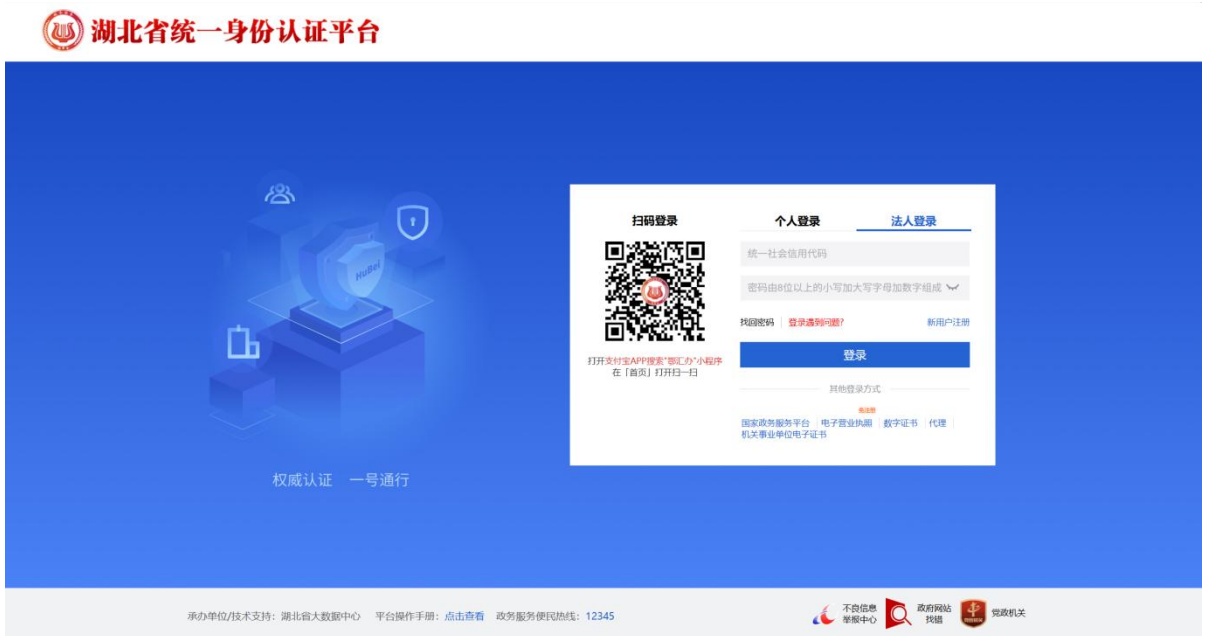 湖北省统一身份认证平台
HuBei
权威认证 一号通行
扫码登录
打开支付宝APP搜索"鄂汇办"小程序
在「首页」打开扫一扫
个人登录 法人登录
统一社会信用代码
密码由8位以上的小写加大写字母加数字组成
找回密码 登录遇到问题? 新用户注册
登录
其他登录方式
免注册
国家政务服务平台 电子营业执照 数字证书 代理
机关事业单位电子证书
承办单位/技术支持：湖北省大数据中心 平台操作手册：点击查看 政务服务便民热线：12345
不良信息
举报中心
政府网站
找错
党政机关